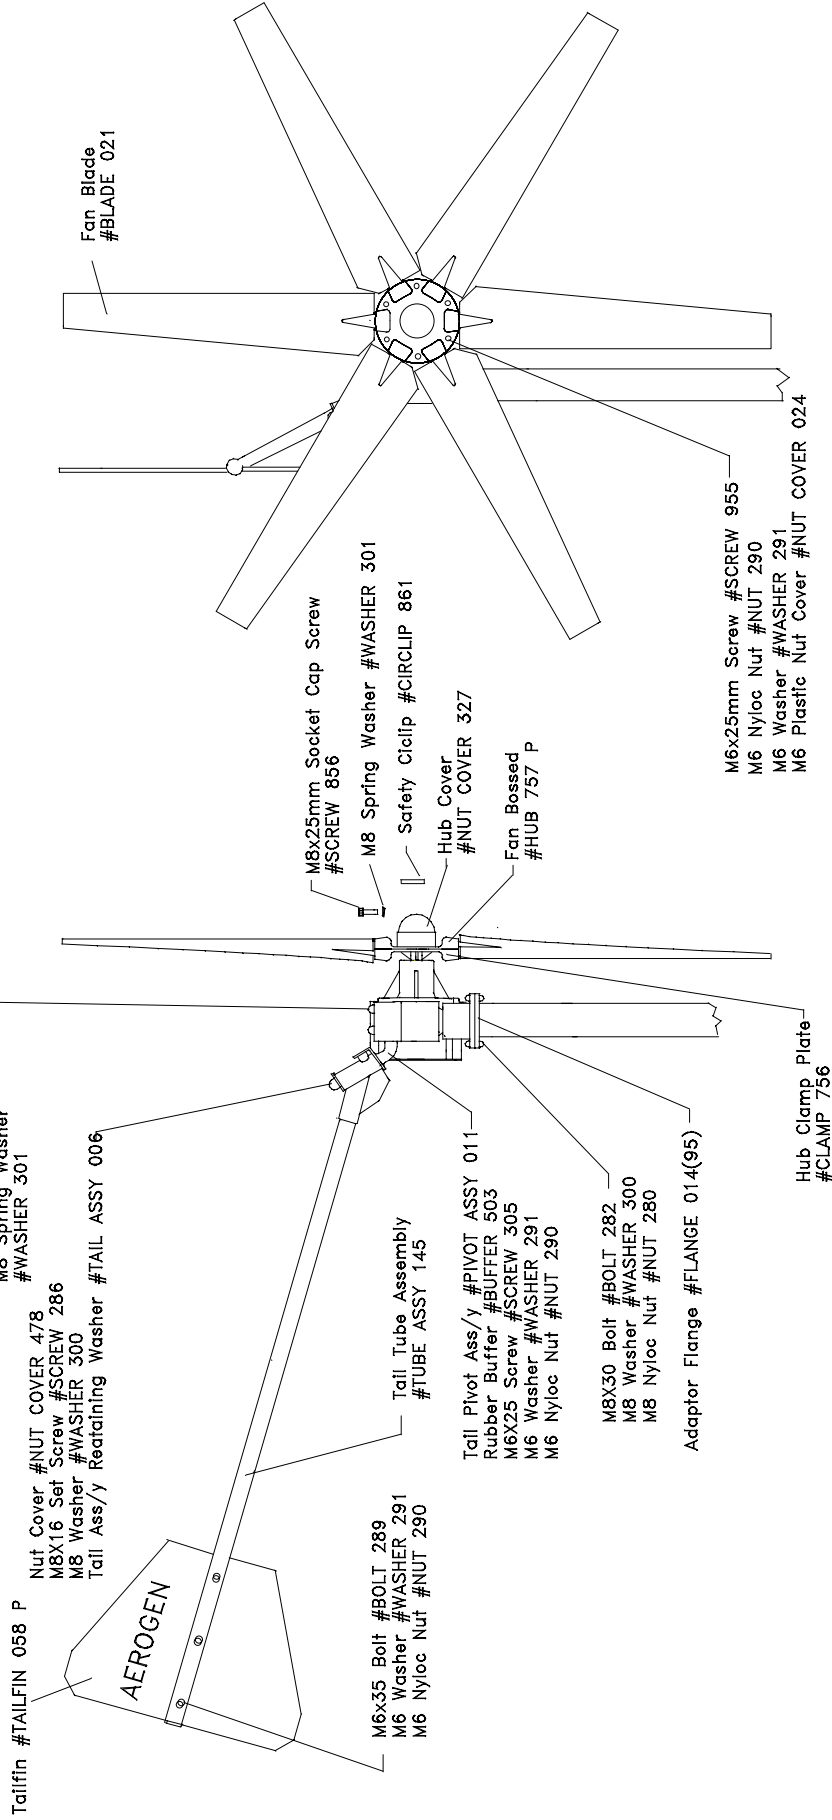 Tailfin #TAILFIN 058 P
Nut Cover #NUT COVER 478
M8X16 Set Screw #SCREW 286
M8 Washer #WASHER 300
Tail Ass/y Reataining Washer #TAIL ASSY 006
M8 Spring Washer
#WASHER 301
AEROGEN
M6x35 Bolt #BOLT 289
M6 Washer #WASHER 291
M6 Nyloc Nut #NUT 290
Tail Tube Assembly
#TUBE ASSY 145
Tail Pivot Ass/y #PIVOT ASSY 011
Rubber Buffer #BUFFER 503
M6X25 Screw #SCREW 305
M6 Washer #WASHER 291
M6 Nyloc Nut #NUT 290
M8X30 Bolt #BOLT 282
M8 Washer #WASHER 300
M8 Nyloc Nut #NUT 280
Adaptor Flange #FLANGE 014(95)
Hub Clamp Plate
#CLAMP 756
M8x25mm Socket Cap Screw
#SCREW 856
M8 Spring Washer #WASHER 301
Safety Ciclip #CIRCLIP 861
Hub Cover
#NUT COVER 327
Fan Bossed
#HUB 757 P
Fan Blade
#BLADE 021
M6x25mm Screw #SCREW 955
M6 Nyloc Nut #NUT 290
M6 Washer #WASHER 291
M6 Plastic Nut Cover #NUT COVER 024